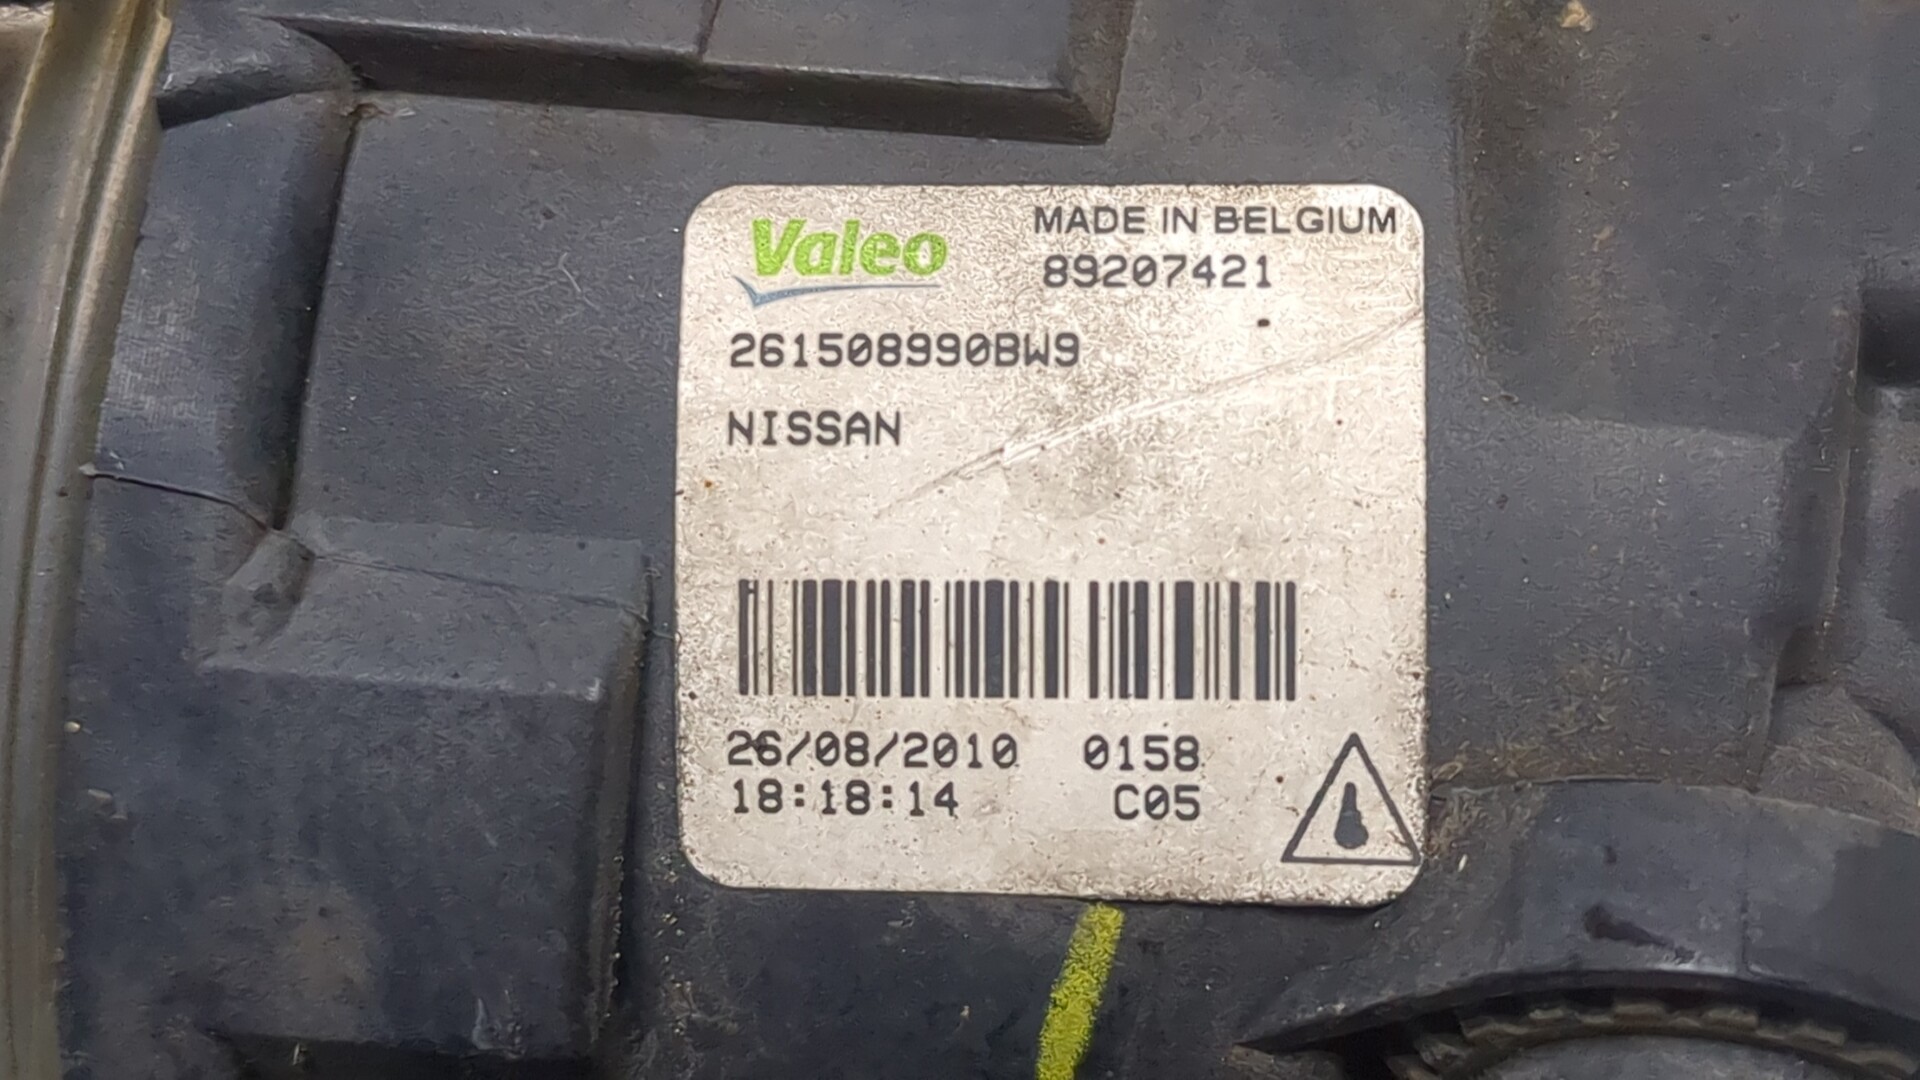 Valeo
MADE IN BELGIUM
89207421
261508990BW9
NISSAN
26/08/2010 0158
18:18:14 C05